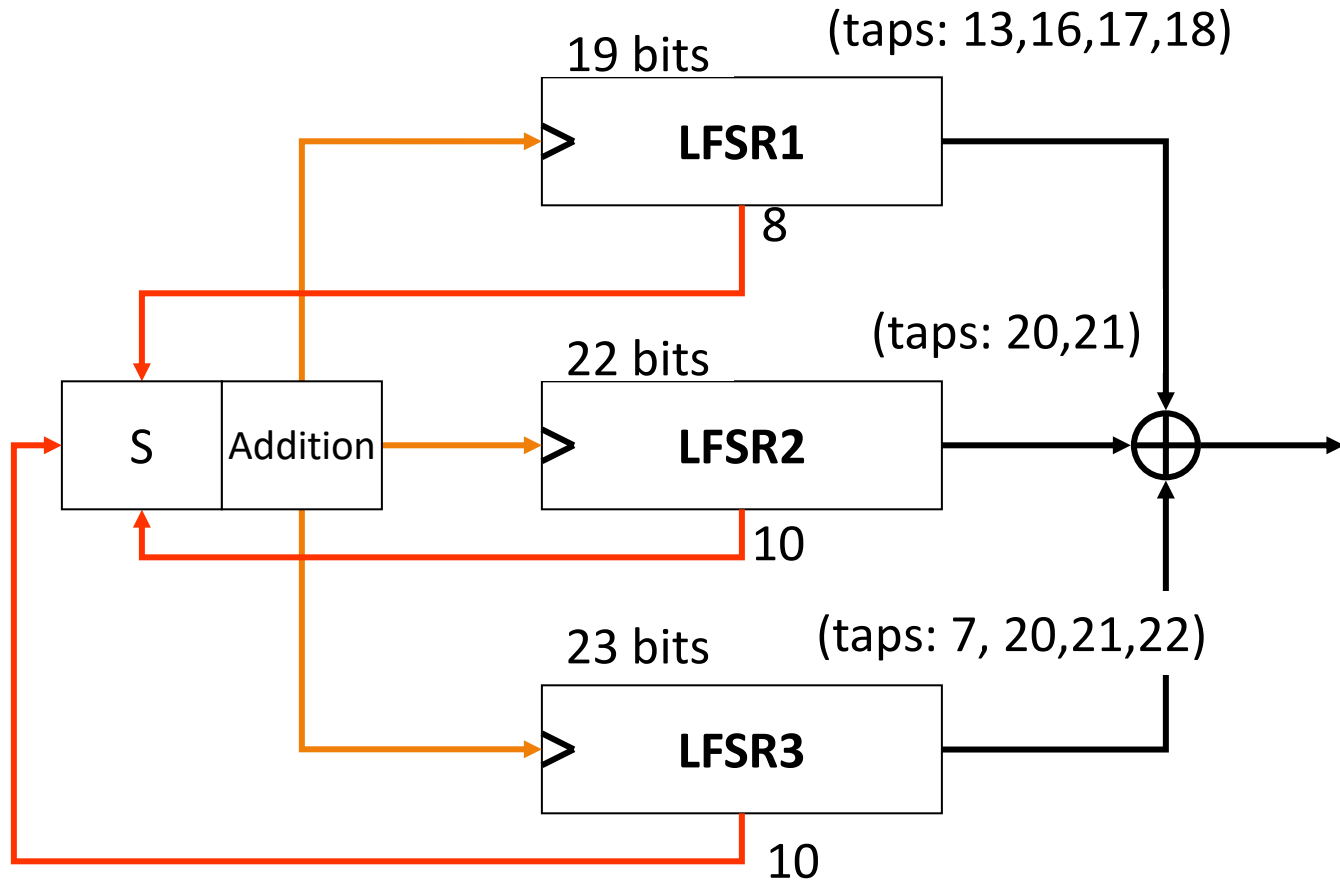 (taps: 13,16,17,18)
19 bits
LFSR1
8
(taps: 20,21)
22 bits
S
Addition
LFSR2
10
(taps: 7, 20,21,22)
23 bits
LFSR3
10